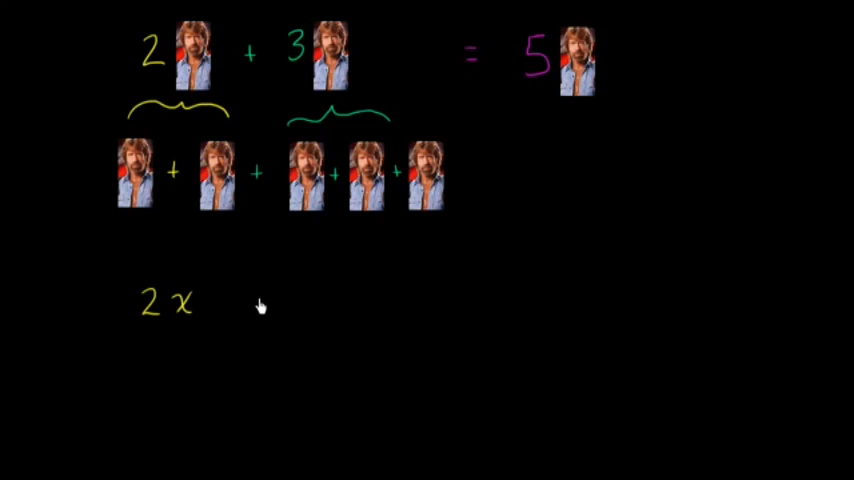 2 + 3 = 5
+ + + +
2x